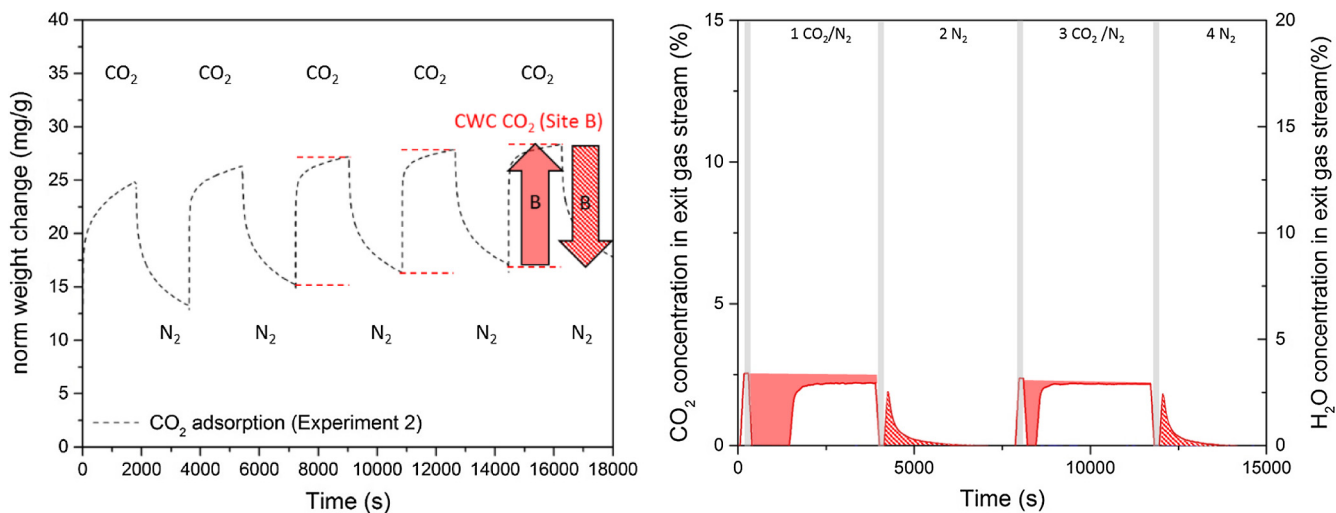 norm weight change (mg/g)
40
35
30
25
20
15
10
5
0
CO₂ CO₂ CO₂ CO₂ CO₂
CWC CO₂ (Site B)
B B
N₂ N₂ N₂ N₂ N₂
CO₂ adsorption (Experiment 2)
0 2000 4000 6000 8000 10000 12000 14000 16000 18000
Time (s)
CO₂ concentration in exit gas stream (%)
15
10
5
0
1 CO₂/N₂ 2 N₂ 3 CO₂ /N₂ 4 N₂
0 5000 10000 15000
Time (s)
20
15
10
5
0
H₂O concentration in exit gas stream(%)